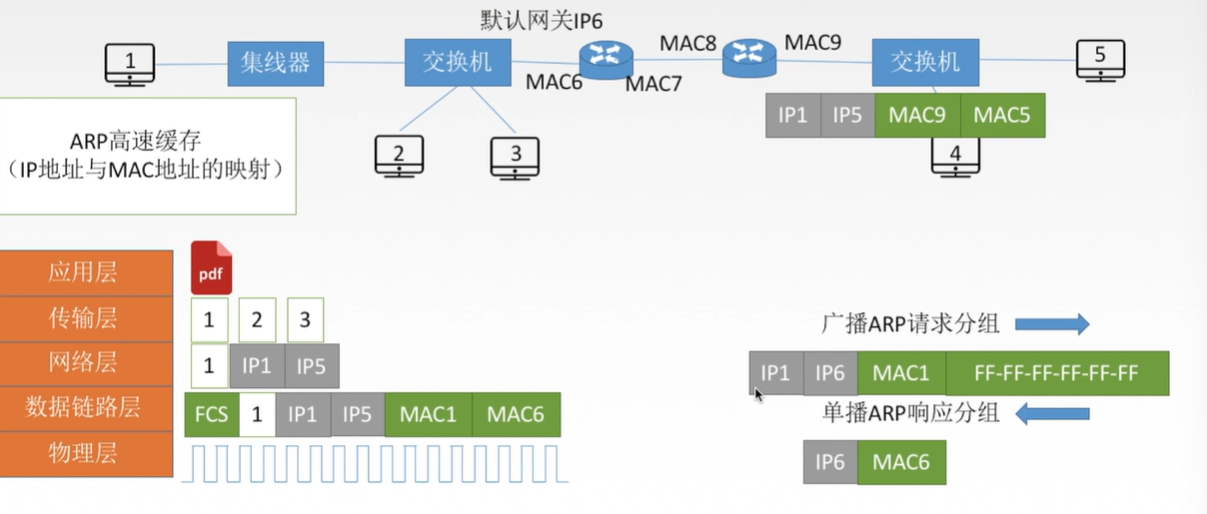 默认网关IP6
1
集线器
交换机
MAC6
MAC7
MAC8
MAC9
交换机
5
IP1 IP5 MAC9 MAC5
2
3
4
ARP高速缓存
（IP地址与MAC地址的映射）
应用层
pdf
传输层
1 2 3
网络层
1 IP1 IP5
数据链路层
FCS 1 IP1 IP5 MAC1 MAC6
物理层
广播ARP请求分组
IP1 IP6 MAC1 FF-FF-FF-FF-FF-FF
单播ARP响应分组
IP6 MAC6